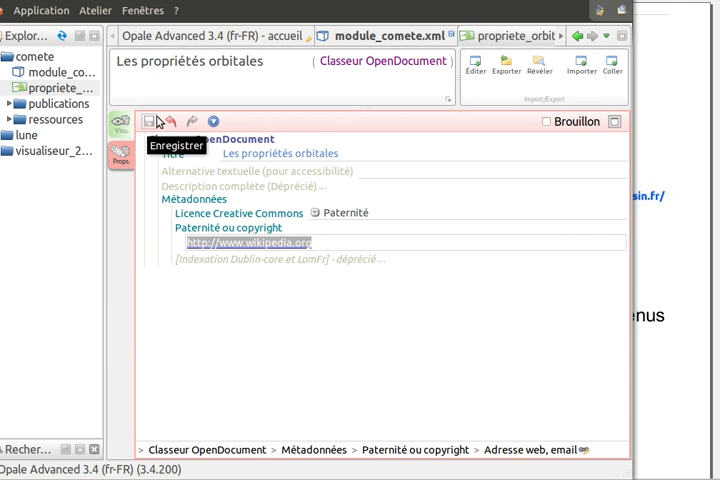 Application Atelier Fenêtres ?
Explor...
Opale Advanced 3.4 (fr-FR) - accueil
module_comete.xml
propriete_orbit
comete
module_co...
propriete_...
publications
ressources
lune
visualiseur_2...
Les propriétés orbitales
( Classeur OpenDocument )
Editer Exporter Révéler Importer Coller
Import/Export
Visu.
Props.
Brouillon
Enregistrer
OpenDocument
Titre Les propriétés orbitales
Alternative textuelle (pour accessibilité)
Description complète (Déprécié) ...
Métadonnées
Licence Creative Commons Paternité
Paternité ou copyright
http://www.wikipedia.org
[Indexation Dublin-core et LomFr] - déprécié ...
sin.fr/
enus
> Classeur OpenDocument > Métadonnées > Paternité ou copyright > Adresse web, email
Recher...
Opale Advanced 3.4 (fr-FR) (3.4.200)